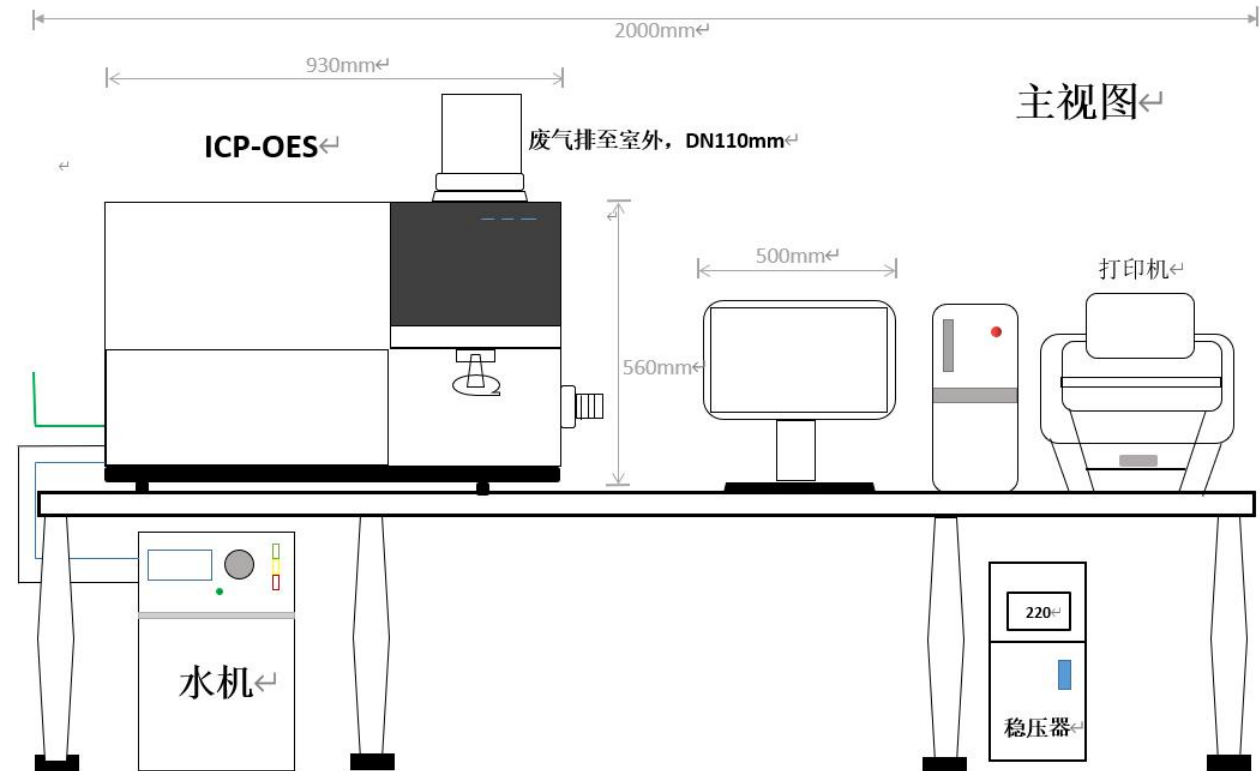 2000mm
930mm
主视图
ICP-OES
废气排至室外，DN110mm
500mm
打印机
560mm
220
水机
稳压器